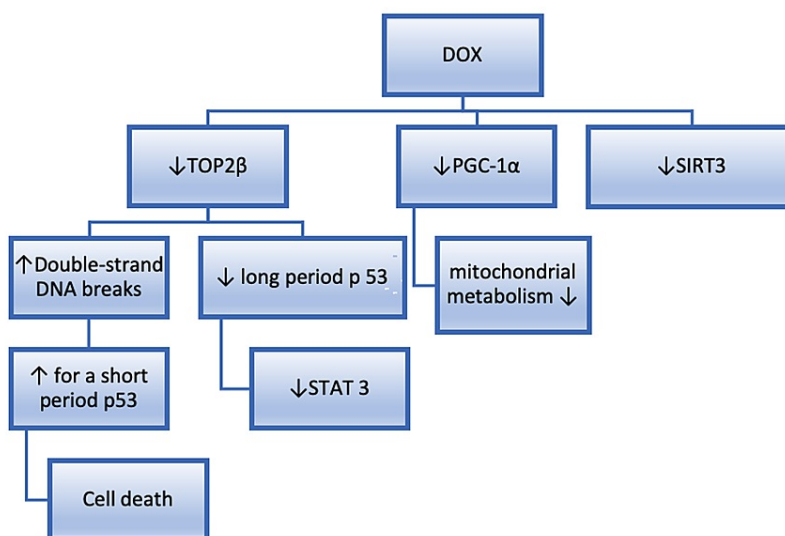 DOX
↓TOP2β
↓PGC-1α
↓SIRT3
↑Double-strand
DNA breaks
↓ long period p 53
mitochondrial
metabolism ↓
↑ for a short
period p53
↓STAT 3
Cell death